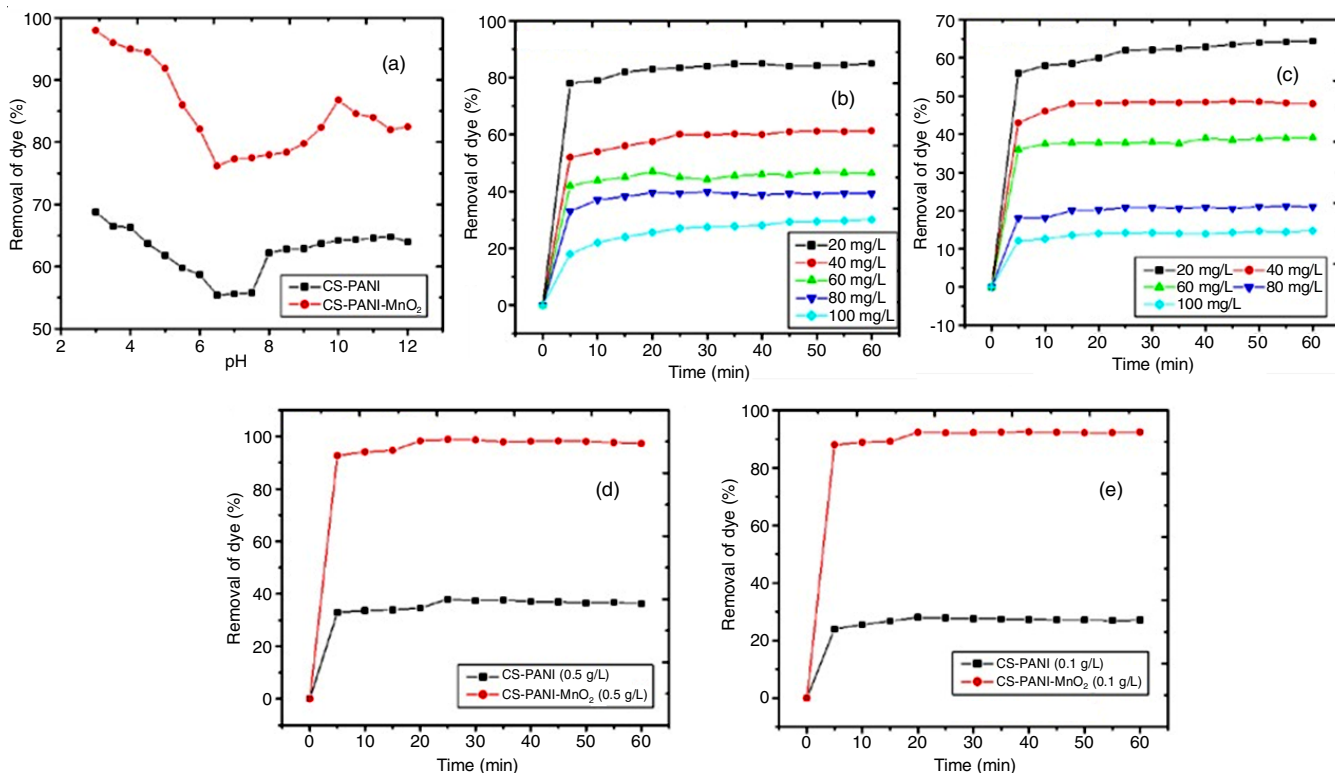 100
90
80
70
60
50
Removal of dye (%)
(a)
CS-PANI
CS-PANI-MnO₂
2 4 6 8 10 12
pH
100
80
60
40
20
0
Removal of dye (%)
(b)
20 mg/L
40 mg/L
60 mg/L
80 mg/L
100 mg/L
0 10 20 30 40 50 60
Time (min)
70
60
50
40
30
20
10
0
-10
Removal of dye (%)
(c)
20 mg/L 40 mg/L
60 mg/L 80 mg/L
100 mg/L
0 10 20 30 40 50 60
Time (min)
100
80
60
40
20
0
Removal of dye (%)
(d)
CS-PANI (0.5 g/L)
CS-PANI-MnO₂ (0.5 g/L)
0 10 20 30 40 50 60
Time (min)
100
80
60
40
20
0
Removal of dye (%)
(e)
CS-PANI (0.1 g/L)
CS-PANI-MnO₂ (0.1 g/L)
0 10 20 30 40 50 60
Time (min)